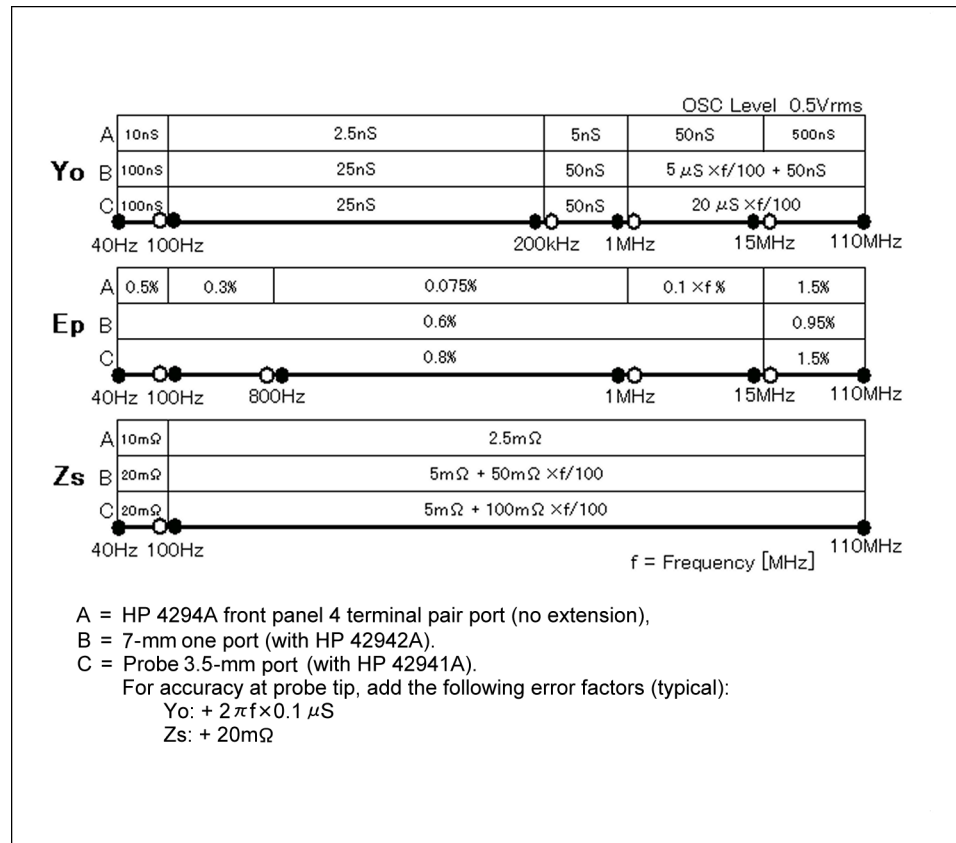 OSC Level 0.5Vrms
A 10nS 2.5nS 5nS 50nS 500nS
Yo B 100nS 25nS 50nS 5 μS ×f/100 + 50nS
C 100nS 25nS 50nS 20 μS ×f/100
40Hz 100Hz 200kHz 1MHz 15MHz 110MHz
A 0.5% 0.3% 0.075% 0.1 ×f % 1.5%
Ep B 0.6% 0.95%
C 0.8% 1.5%
40Hz 100Hz 800Hz 1MHz 15MHz 110MHz
A 10mΩ 2.5mΩ
Zs B 20mΩ 5mΩ + 50mΩ ×f/100
C 20mΩ 5mΩ + 100mΩ ×f/100
40Hz 100Hz 110MHz
f = Frequency [MHz]
A = HP 4294A front panel 4 terminal pair port (no extension),
B = 7-mm one port (with HP 42942A).
C = Probe 3.5-mm port (with HP 42941A).
For accuracy at probe tip, add the following error factors (typical):
Yo: + 2πf×0.1 μS
Zs: + 20mΩ